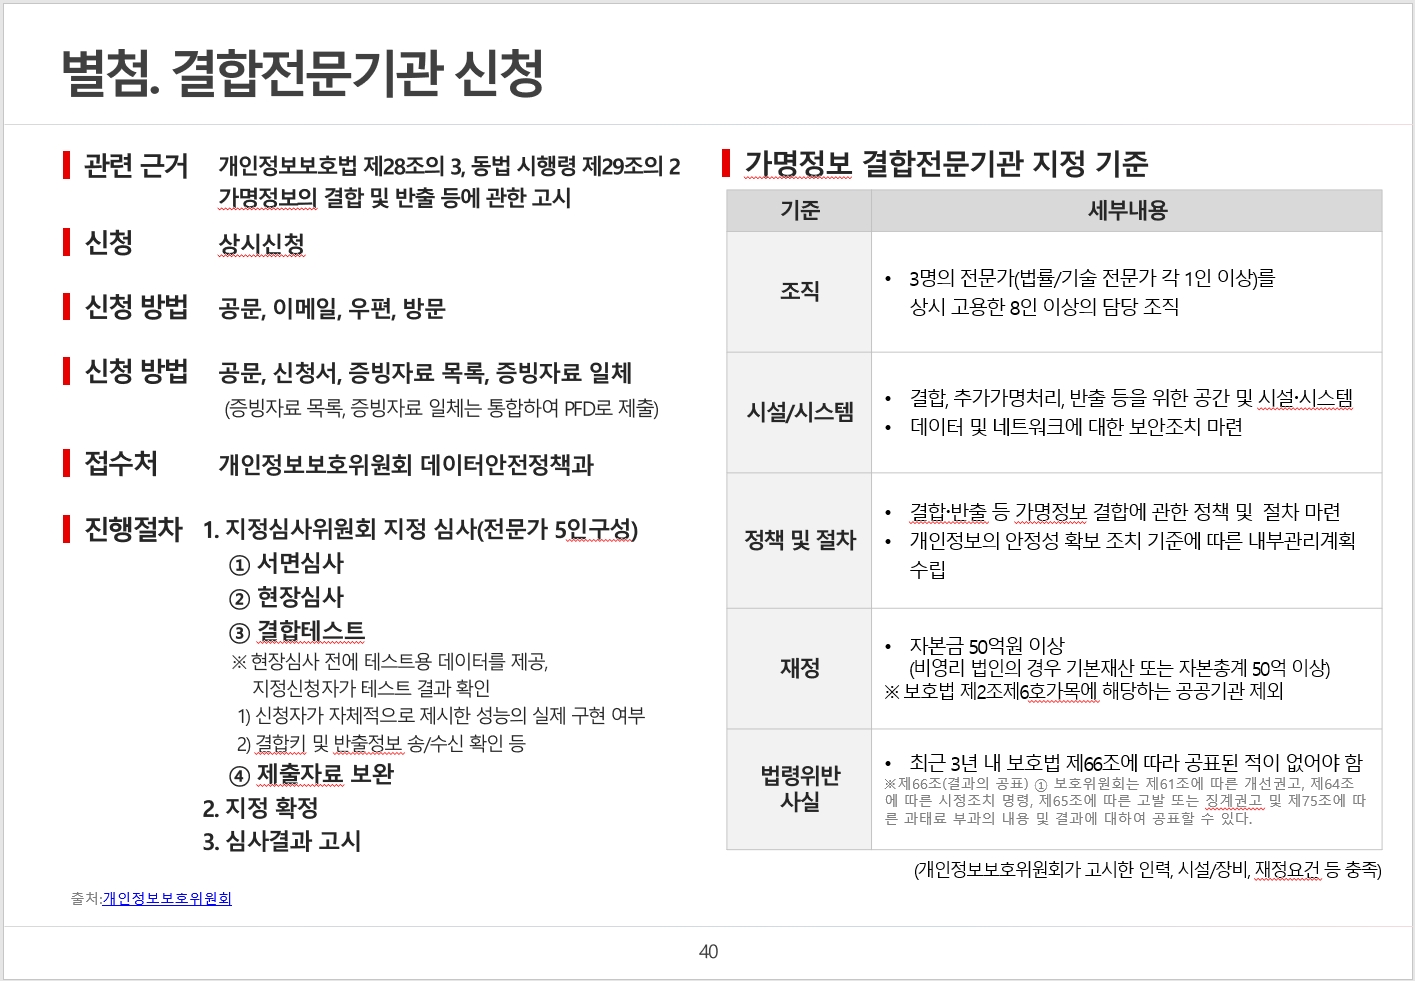 별첨. 결합전문기관 신청
관련 근거 개인정보보호법 제28조의 3, 동법 시행령 제29조의 2
가명정보의 결합 및 반출 등에 관한 고시
신청 상시신청
신청 방법 공문, 이메일, 우편, 방문
신청 방법 공문, 신청서, 증빙자료 목록, 증빙자료 일체
(증빙자료 목록, 증빙자료 일체는 통합하여 PFD로 제출)
접수처 개인정보보호위원회 데이터안전정책과
진행절차 1. 지정심사위원회 지정 심사(전문가 5인구성)
① 서면심사
② 현장심사
③ 결합테스트
※ 현장심사 전에 테스트용 데이터를 제공,
지정신청자가 테스트 결과 확인
1) 신청자가 자체적으로 제시한 성능의 실제 구현 여부
2) 결합키 및 반출정보 송/수신 확인 등
④ 제출자료 보완
2. 지정 확정
3. 심사결과 고시
출처:개인정보보호위원회
가명정보 결합전문기관 지정 기준
기준 세부내용
조직
• 3명의 전문가(법률/기술 전문가 각 1인 이상)를
상시 고용한 8인 이상의 담당 조직
시설/시스템
• 결합, 추가가명처리, 반출 등을 위한 공간 및 시설·시스템
• 데이터 및 네트워크에 대한 보안조치 마련
정책 및 절차
• 결합·반출 등 가명정보 결합에 관한 정책 및 절차 마련
• 개인정보의 안정성 확보 조치 기준에 따른 내부관리계획
수립
재정
• 자본금 50억원 이상
(비영리 법인의 경우 기본재산 또는 자본총계 50억 이상)
※ 보호법 제2조제6호가목에 해당하는 공공기관 제외
법령위반
사실
• 최근 3년 내 보호법 제66조에 따라 공표된 적이 없어야 함
※제66조(결과의 공표) ① 보호위원회는 제61조에 따른 개선권고, 제64조
에 따른 시정조치 명령, 제65조에 따른 고발 또는 징계권고 및 제75조에 따
른 과태료 부과의 내용 및 결과에 대하여 공표할 수 있다.
(개인정보보호위원회가 고시한 인력, 시설/장비, 재정요건 등 충족)
40